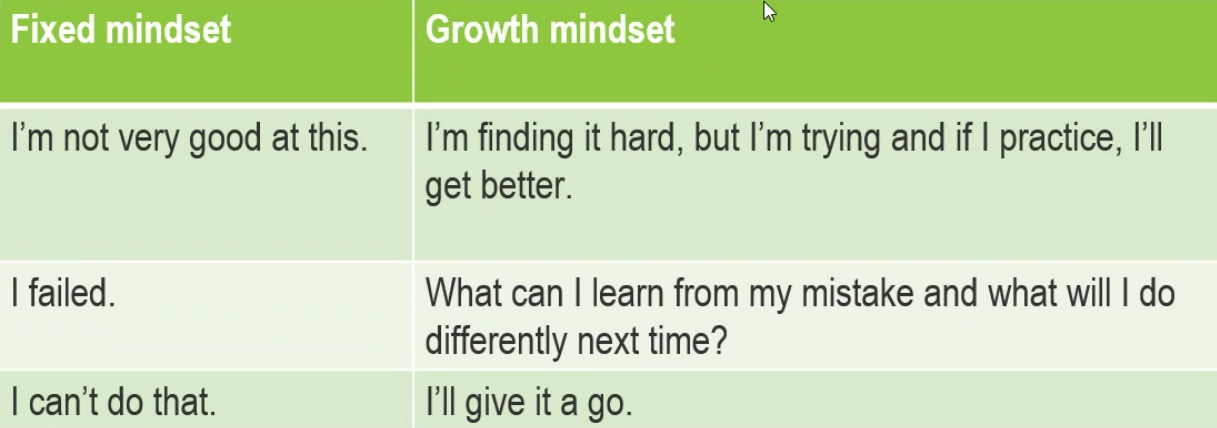 Fixed mindset
Growth mindset
I'm not very good at this.
I'm finding it hard, but I'm trying and if I practice, I'll
get better.
I failed.
What can I learn from my mistake and what will I do
differently next time?
I can't do that.
I'll give it a go.